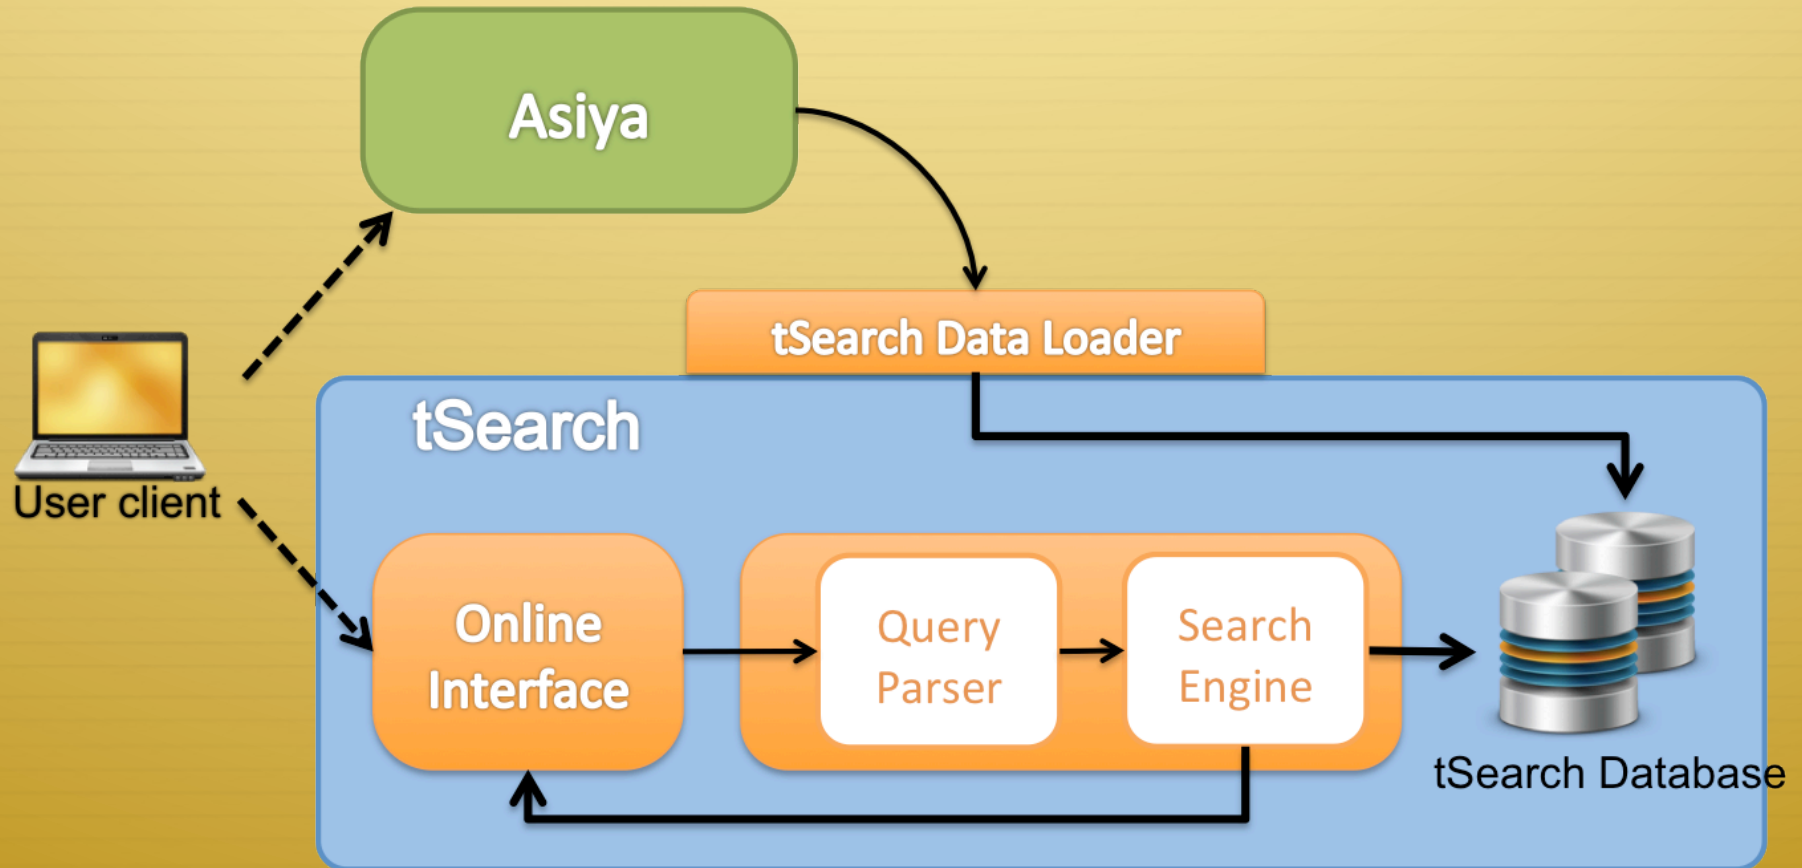 Asiya
tSearch Data Loader
tSearch
User client
Online
Interface
Query
Parser
Search
Engine
tSearch Database